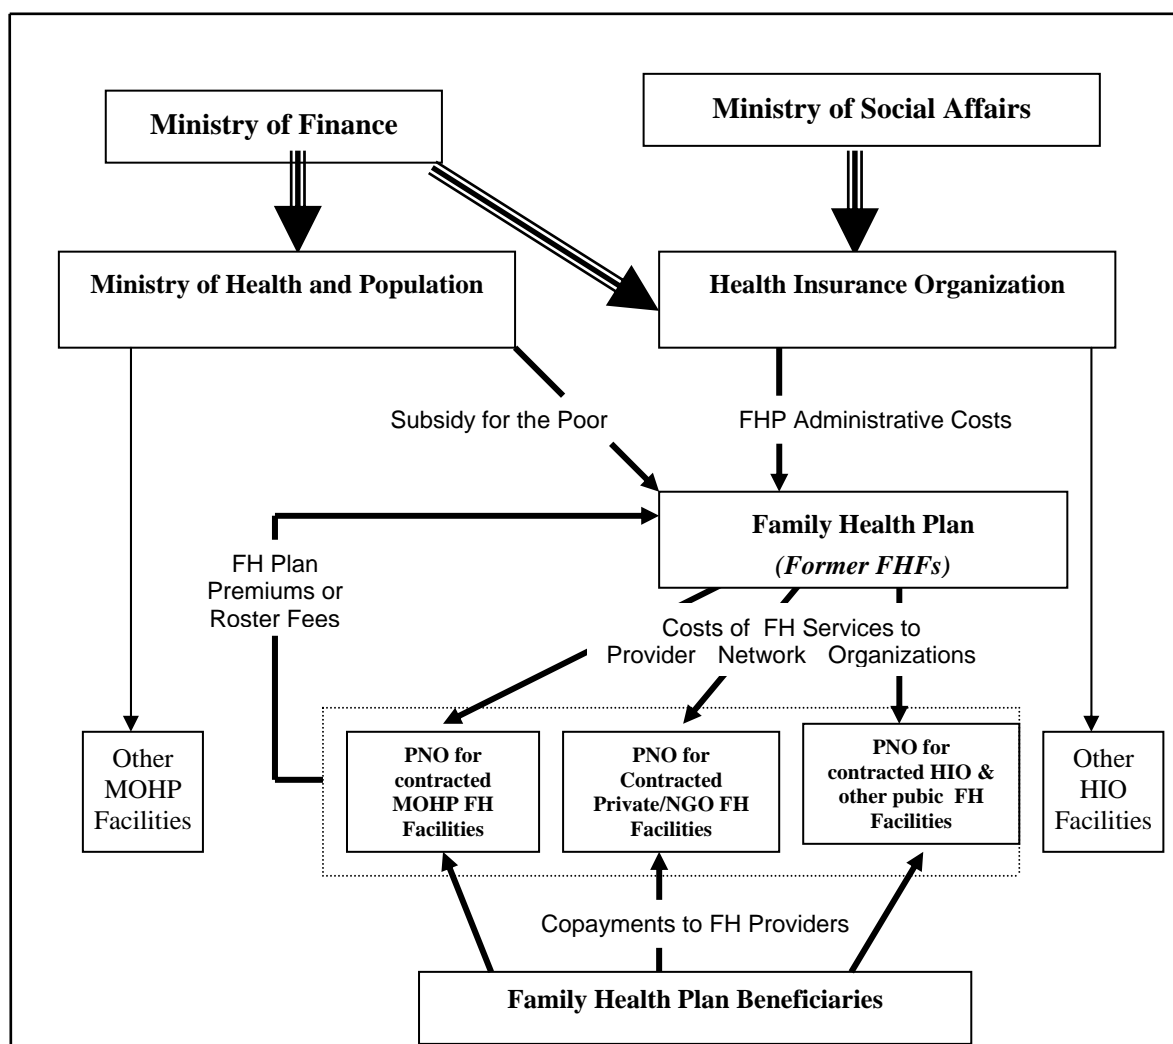 Ministry of Finance
Ministry of Social Affairs
Ministry of Health and Population
Health Insurance Organization
Subsidy for the Poor
FHP Administrative Costs
Family Health Plan
(Former FHFs)
FH Plan
Premiums or
Roster Fees
Costs of FH Services to
Provider Network Organizations
Other
MOHP
Facilities
PNO for
contracted
MOHP FH
Facilities
PNO for
Contracted
Private/NGO FH
Facilities
PNO for
contracted HIO &
other pubic FH
Facilities
Other
HIO
Facilities
Copayments to FH Providers
Family Health Plan Beneficiaries